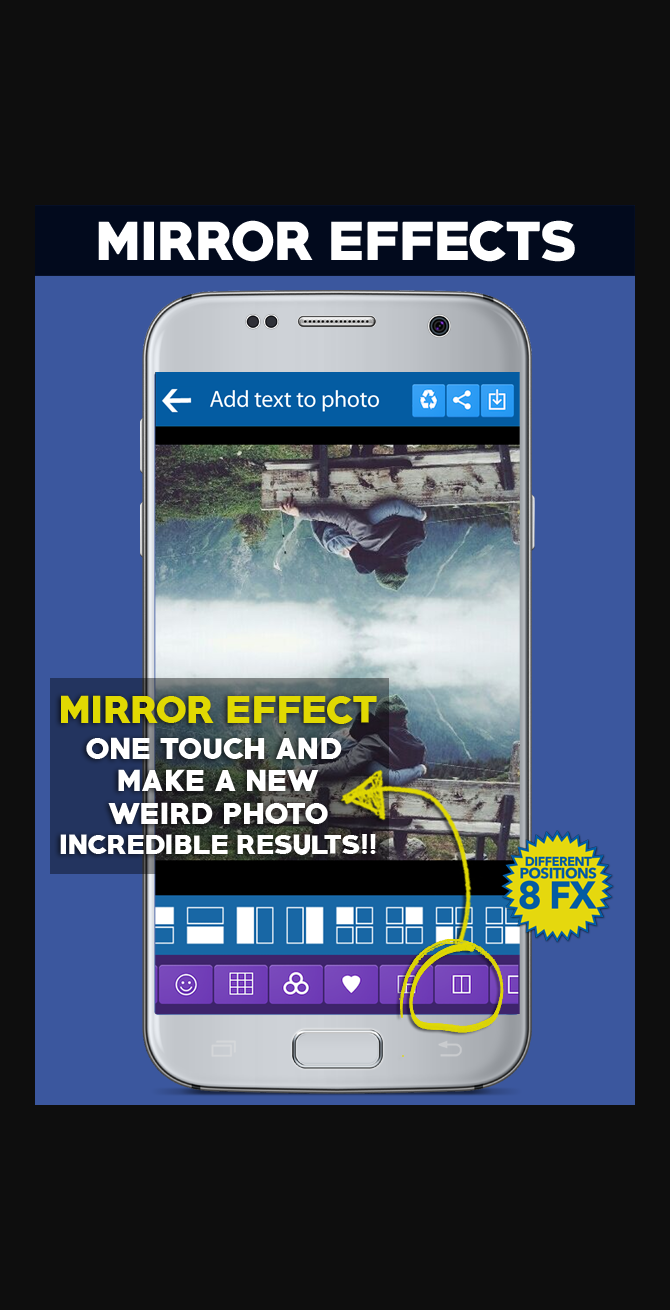 MIRROR EFFECTS
Add text to photo
MIRROR EFFECT
ONE TOUCH AND
MAKE A NEW
WEIRD PHOTO
INCREDIBLE RESULTS!!
DIFFERENT
POSITIONS
8 FX